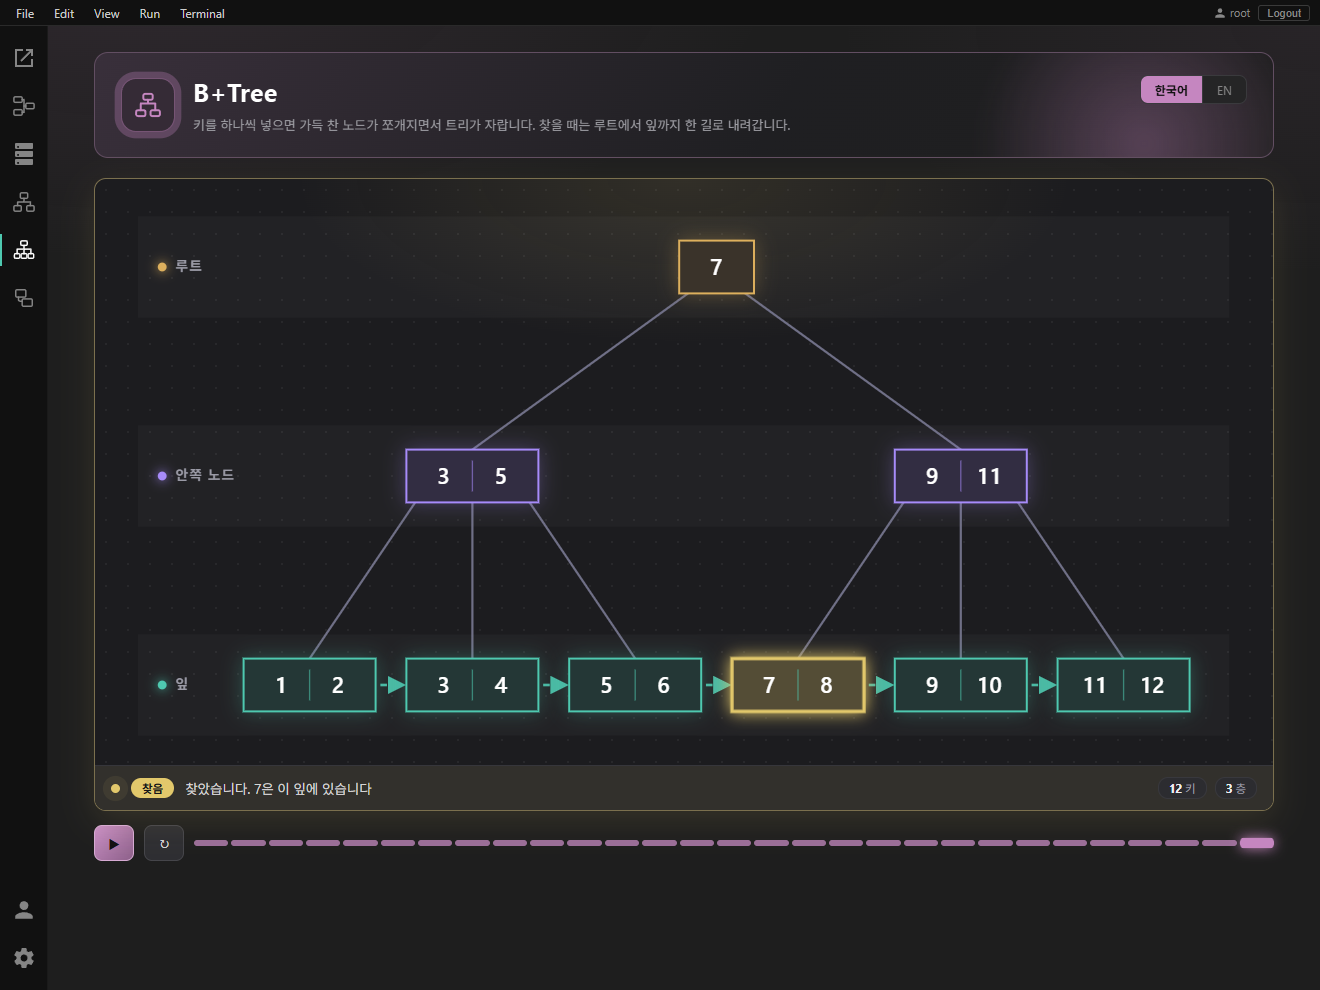 File Edit View Run Terminal root Logout
B+Tree
한국어 EN
키를 하나씩 넣으면 가득 찬 노드가 쪼개지면서 트리가 자랍니다. 찾을 때는 루트에서 잎까지 한 길로 내려갑니다.
루트 7
안쪽 노드 3 5 9 11
잎 1 2 3 4 5 6 7 8 9 10 11 12
찾음 찾았습니다. 7은 이 잎에 있습니다 12 키 3 층